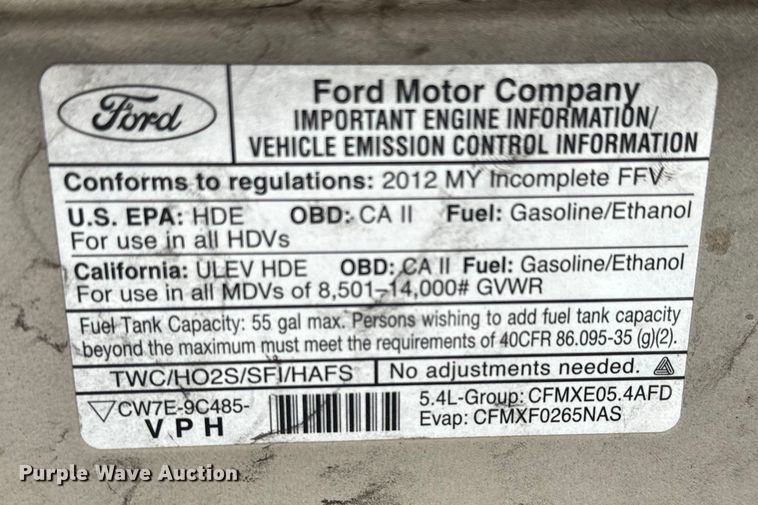 Ford
Ford Motor Company
IMPORTANT ENGINE INFORMATION/
VEHICLE EMISSION CONTROL INFORMATION
Conforms to regulations: 2012 MY Incomplete FFV
U.S. EPA: HDE OBD: CA II Fuel: Gasoline/Ethanol
For use in all HDVs
California: ULEV HDE OBD: CA II Fuel: Gasoline/Ethanol
For use in all MDVs of 8,501-14,000# GVWR
Fuel Tank Capacity: 55 gal max. Persons wishing to add fuel tank capacity
beyond the maximum must meet the requirements of 40CFR 86.095-35 (g)(2).
TWC/HO2S/SFI/HAFS No adjustments needed.
CW7E-9C485-
VPH
5.4L-Group: CFMXE05.4AFD
Evap: CFMXF0265NAS
Purple Wave Auction